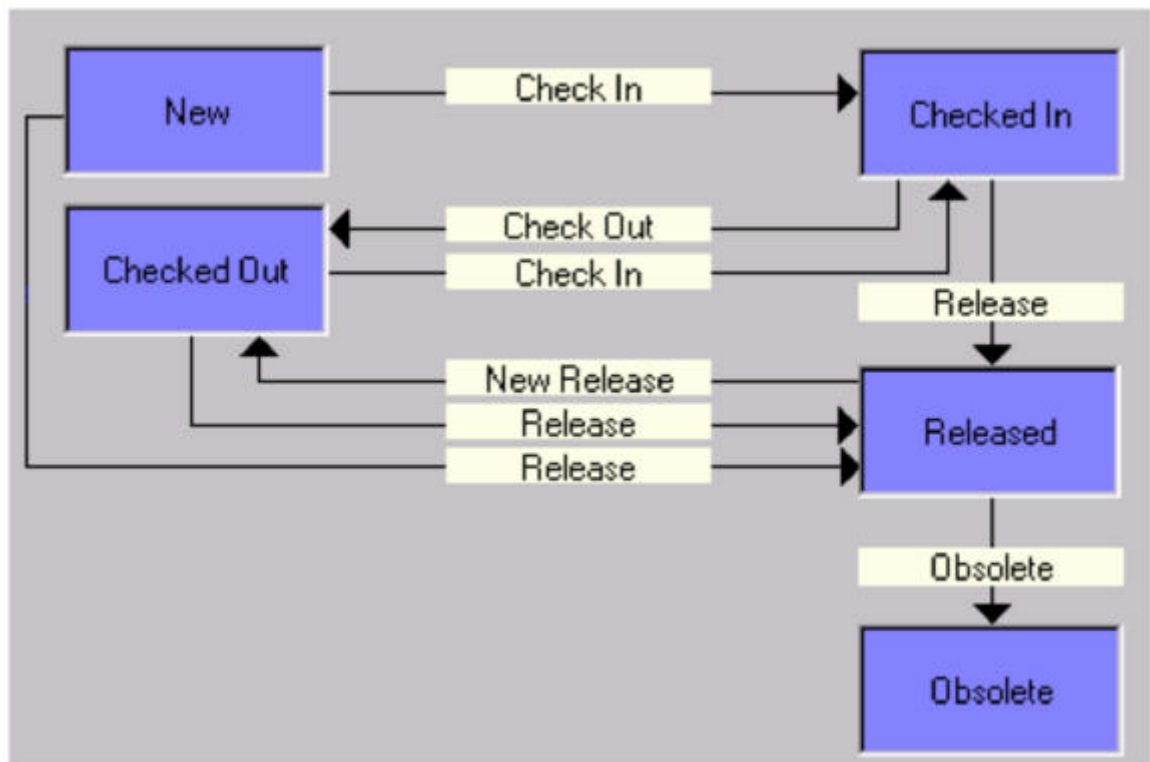 New
Check In
Checked In
Checked Out
Check Out
Check In
Release
New Release
Release
Release
Released
Obsolete
Obsolete